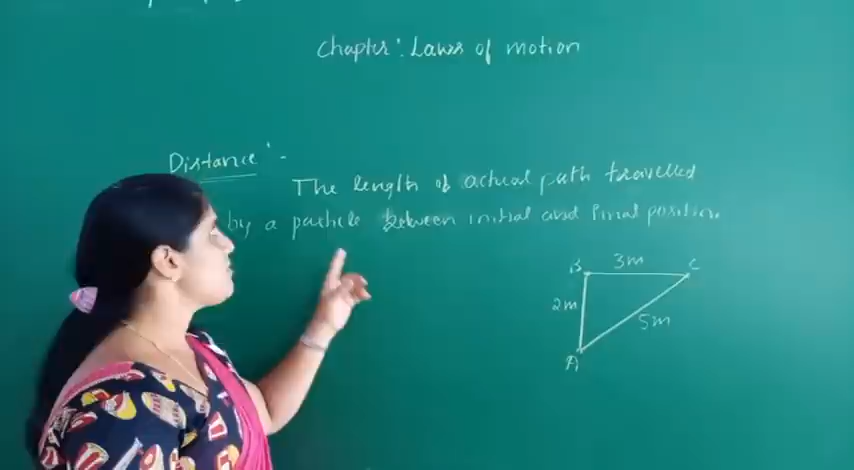 Chapter: Laws of motion
Distance :-
The length of actual path travelled
by a particle between initial and final position.
B 3m C
2m
5m
A